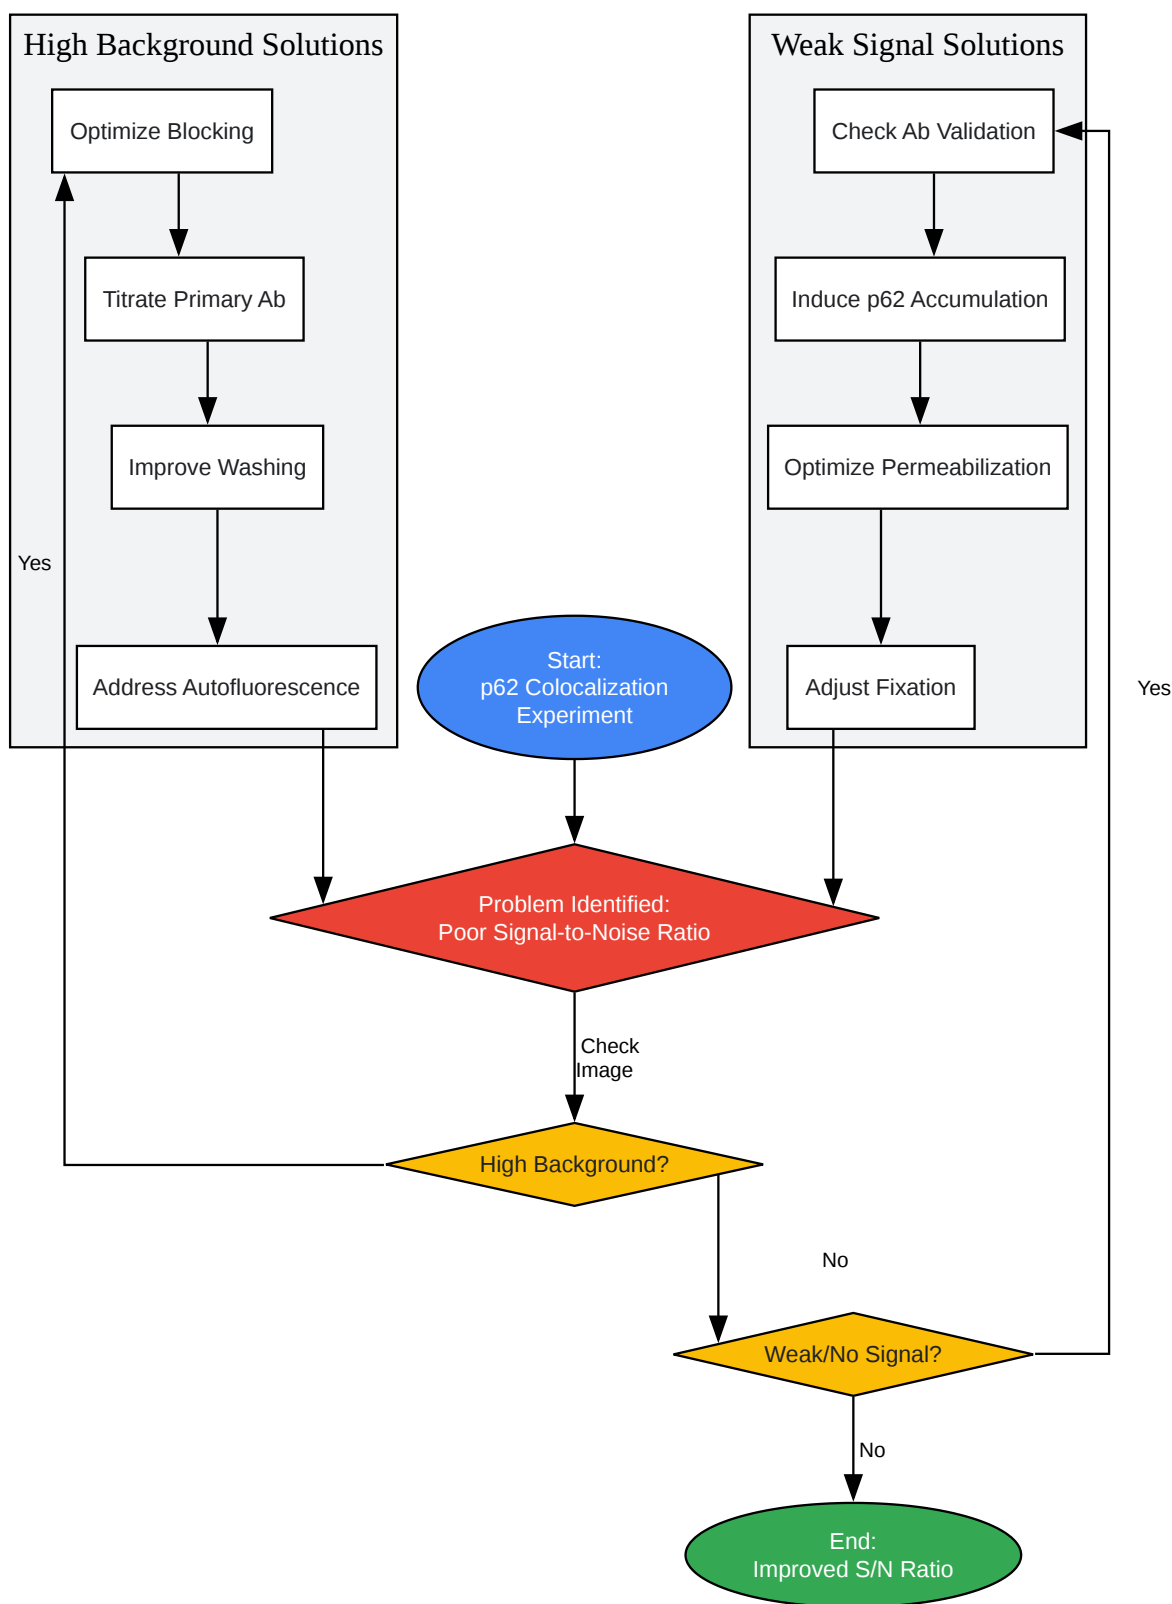 High Background Solutions
Optimize Blocking
Titrate Primary Ab
Improve Washing
Yes
Address Autofluorescence
Weak Signal Solutions
Check Ab Validation
Induce p62 Accumulation
Optimize Permeabilization
Adjust Fixation
Yes
Start:
p62 Colocalization
Experiment
Problem Identified:
Poor Signal-to-Noise Ratio
Check
Image
High Background?
No
Weak/No Signal?
No
End:
Improved S/N Ratio